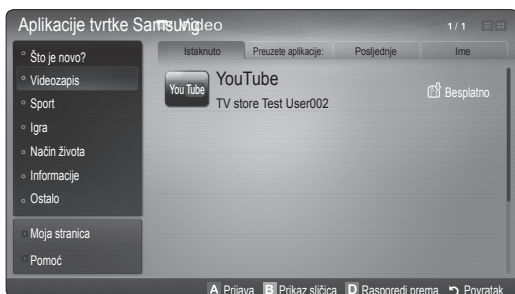 Aplikacije tvrtke Samsung
Video
1/1
Što je novo?
Videozapis
Sport
Igra
Način života
Informacije
Ostalo
Moja stranica
Pomoć
Istaknuto Preuzete aplikacije: Posljednje Ime
You Tube
YouTube
TV store Test User002
Besplatno
A Prijava B Prikaz sličica D Rasporedi prema Povratak